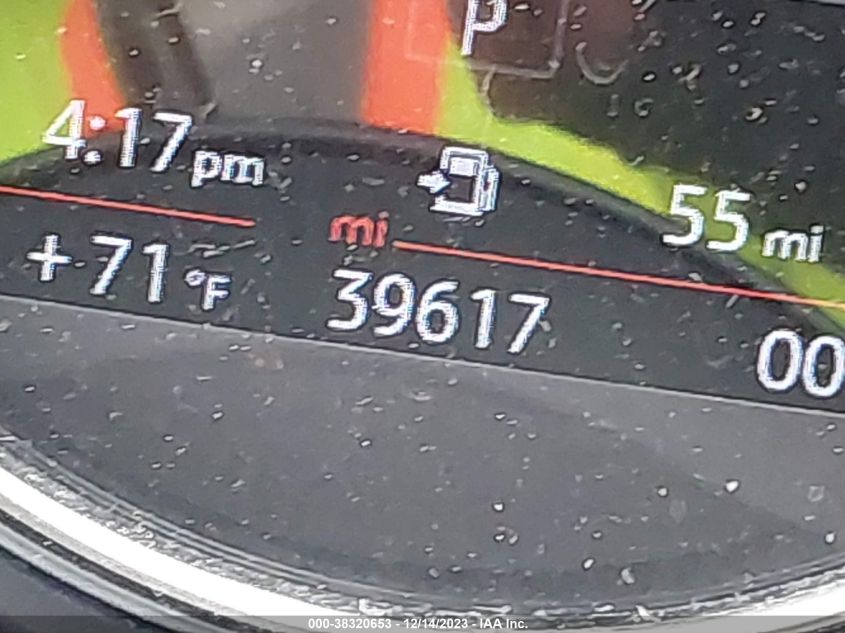 P
4:17 pm
55 mi
mi
+71 °F
39617
00
000-38320653 - 12/14/2023 - IAA Inc.